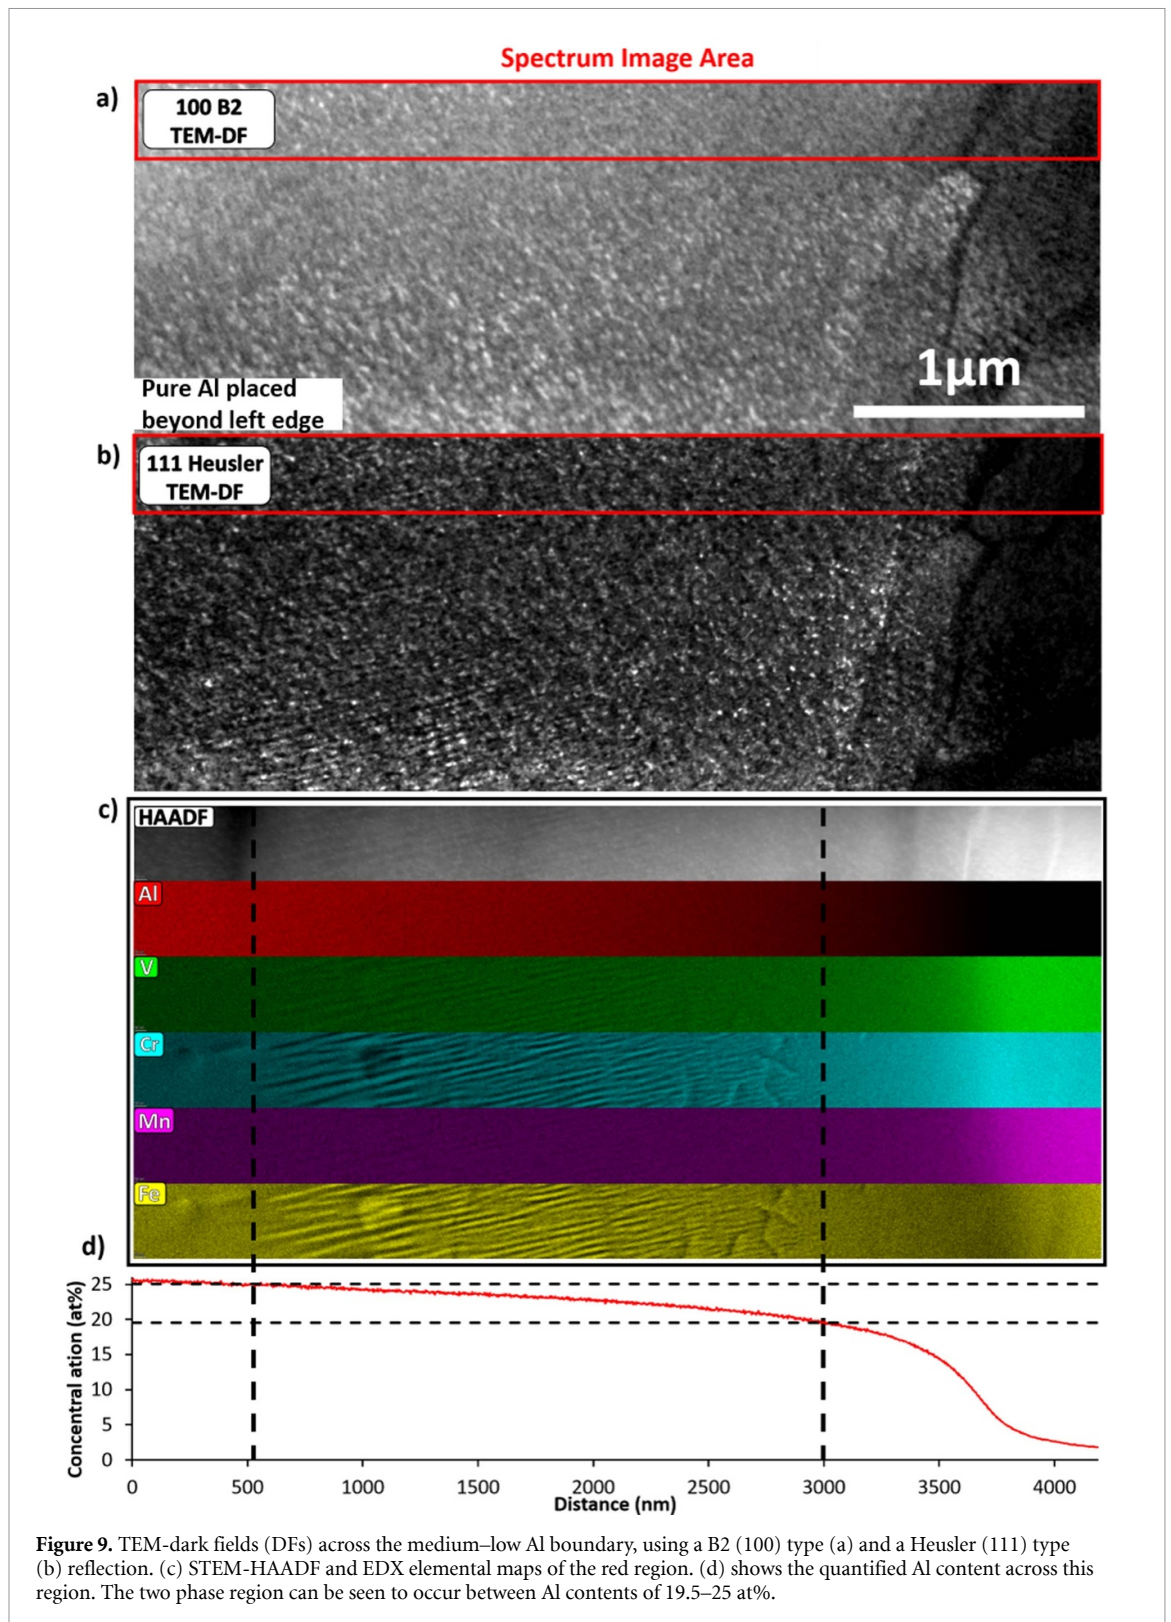 Spectrum Image Area
a)
100 B2
TEM-DF
1µm
Pure Al placed
beyond left edge
b)
111 Heusler
TEM-DF
c)
HAADF
Al
V
Cr
Mn
Fe
d)
Concentral ation (at%)
25
20
15
10
5
0
0 500 1000 1500 2000 2500 3000 3500 4000
Distance (nm)
Figure 9. TEM-dark fields (DFs) across the medium–low Al boundary, using a B2 (100) type (a) and a Heusler (111) type
(b) reflection. (c) STEM-HAADF and EDX elemental maps of the red region. (d) shows the quantified Al content across this
region. The two phase region can be seen to occur between Al contents of 19.5–25 at%.